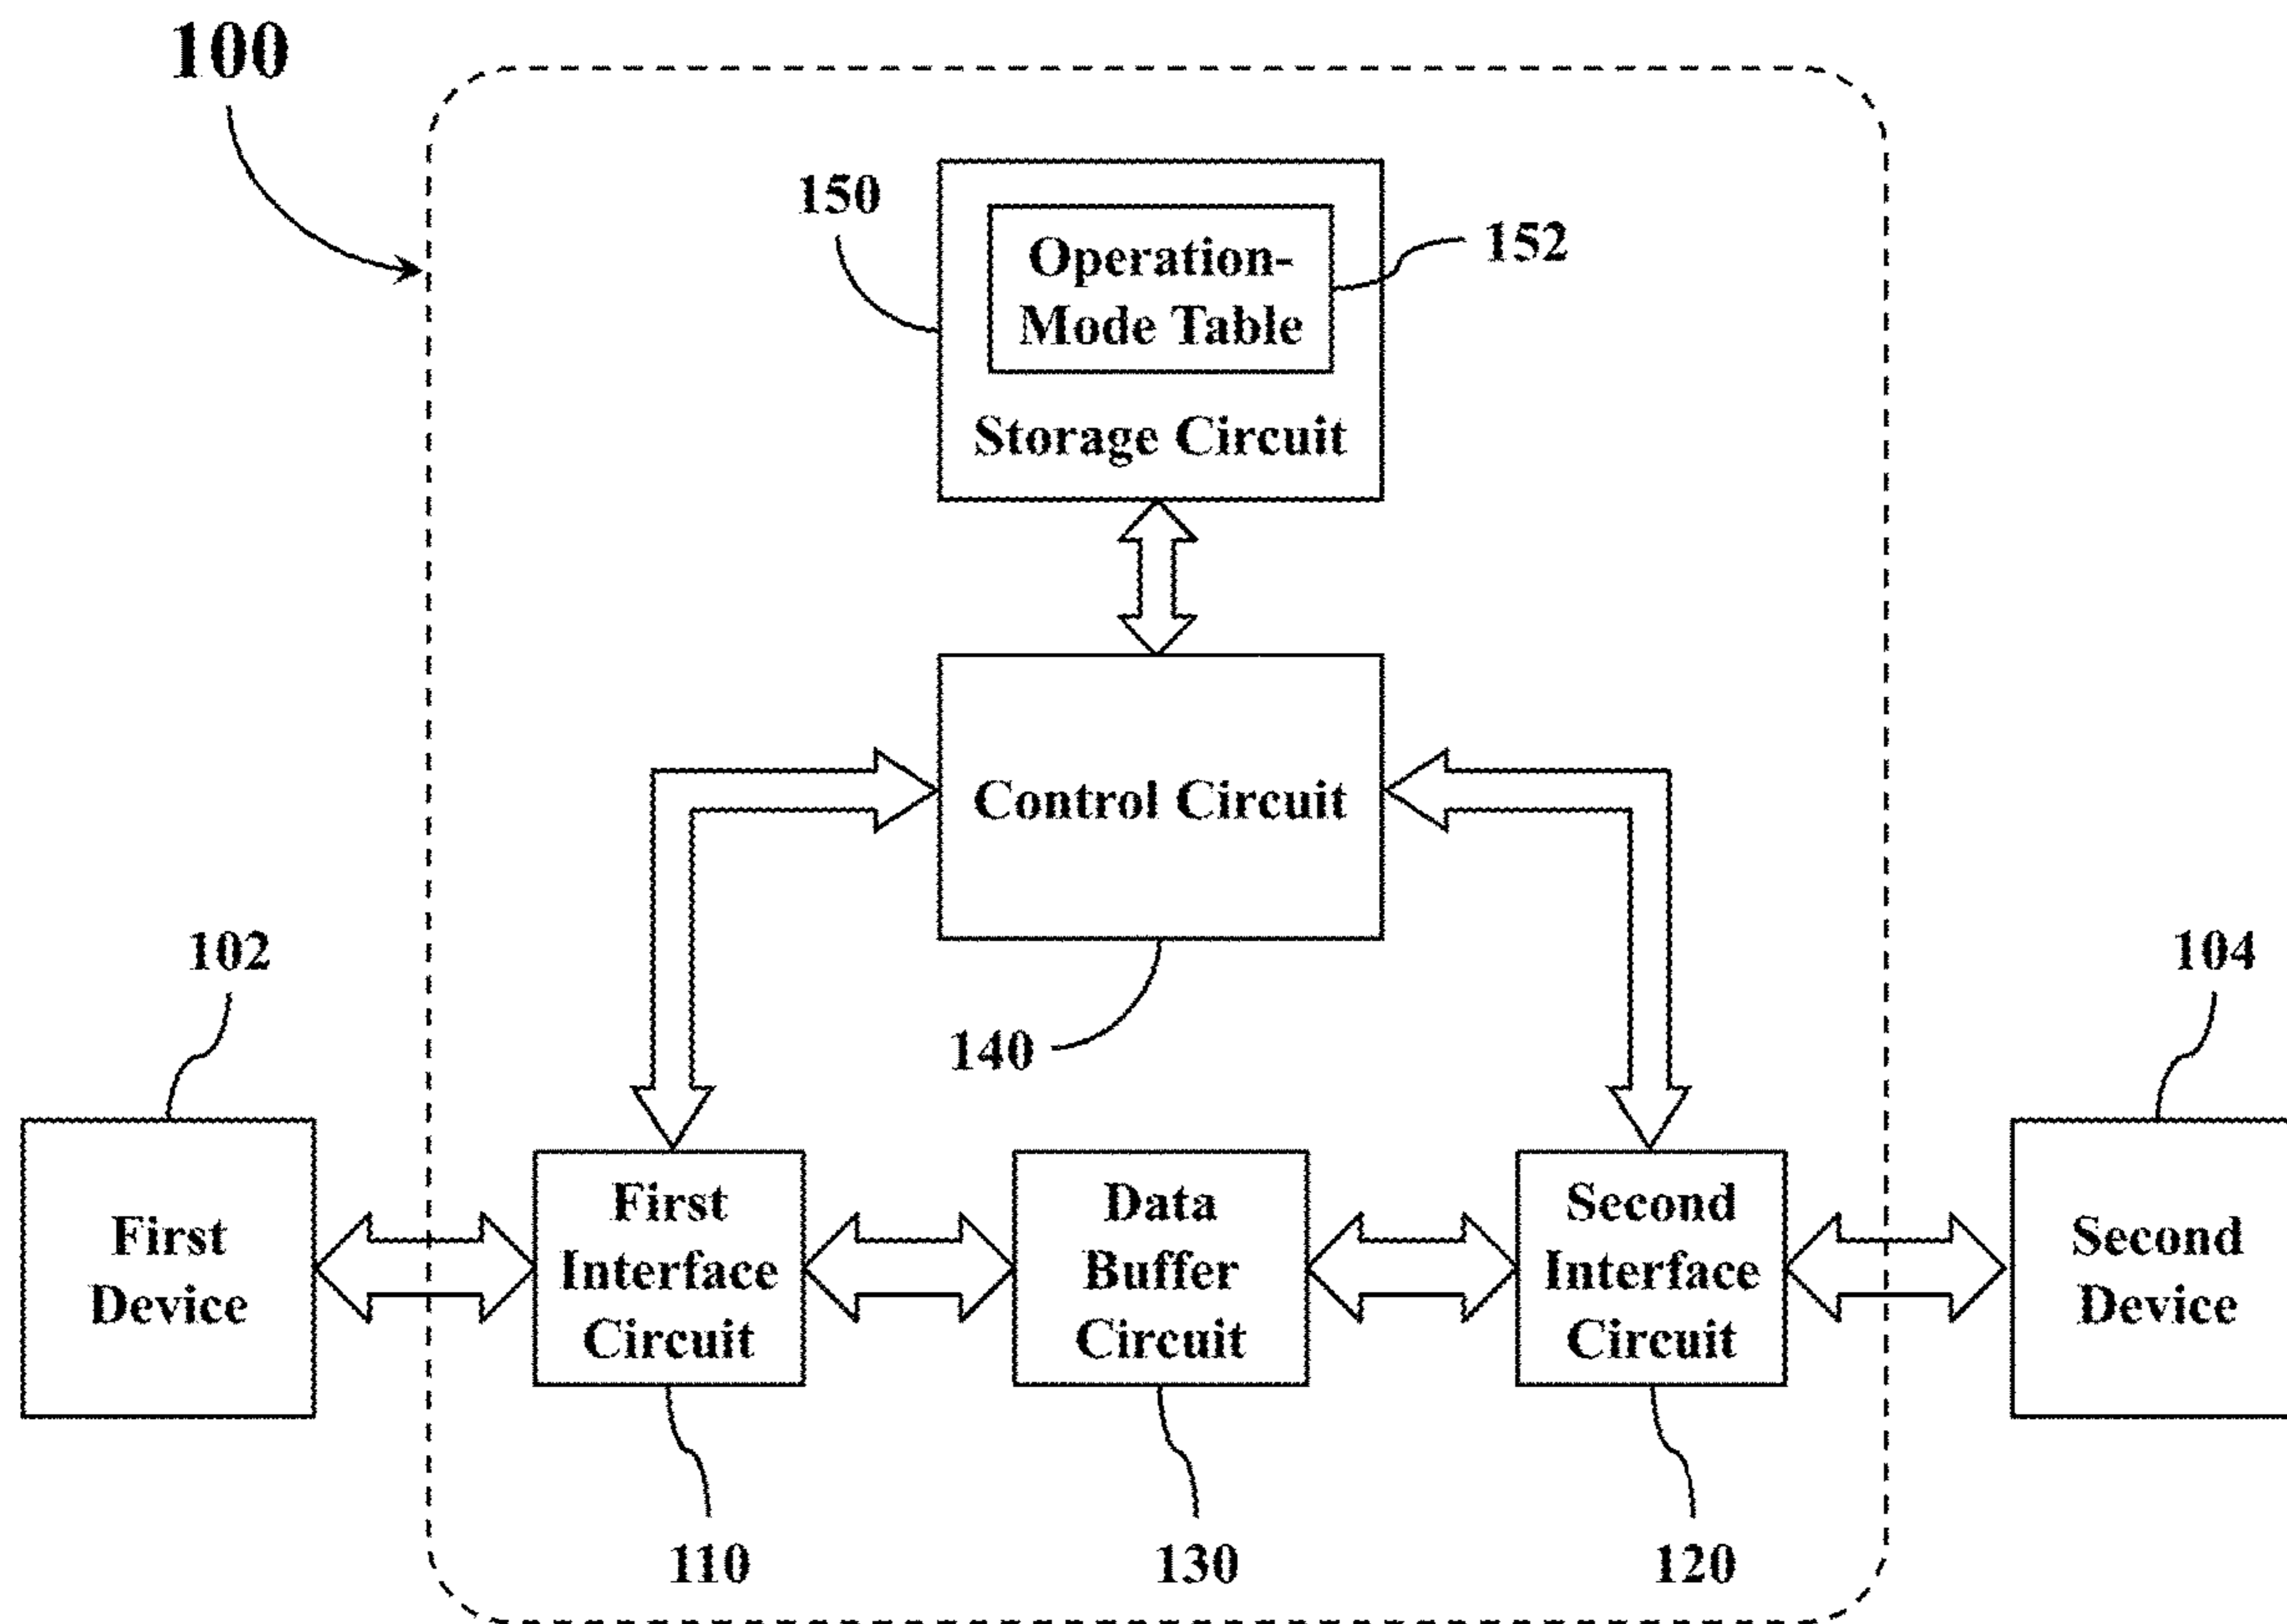 100
150
Operation-
Mode Table
152
Storage Circuit
Control Circuit
102
104
140
First
Device
First
Interface
Circuit
Data
Buffer
Circuit
Second
Interface
Circuit
Second
Device
110
130
120